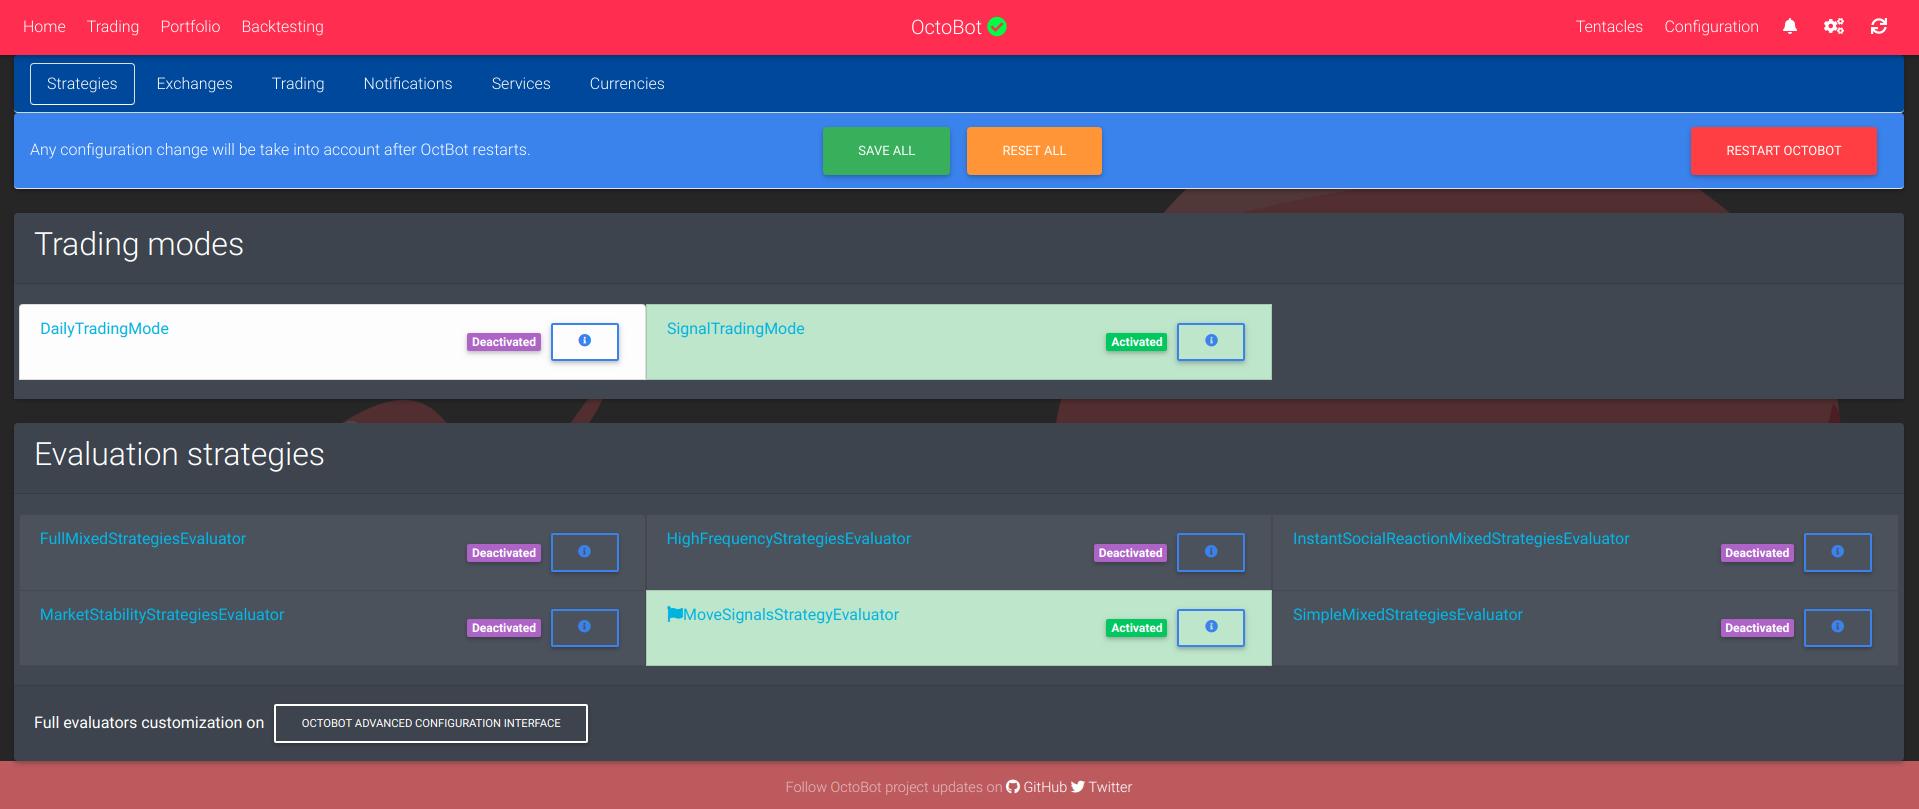 Home Trading Portfolio Backtesting OctoBot Tentacles Configuration
Strategies Exchanges Trading Notifications Services Currencies
Any configuration change will be take into account after OctBot restarts. SAVE ALL RESET ALL RESTART OCTOBOT
Trading modes
DailyTradingMode Deactivated SignalTradingMode Activated
Evaluation strategies
FullMixedStrategiesEvaluator Deactivated HighFrequencyStrategiesEvaluator Deactivated InstantSocialReactionMixedStrategiesEvaluator Deactivated
MarketStabilityStrategiesEvaluator Deactivated MoveSignalsStrategyEvaluator Activated SimpleMixedStrategiesEvaluator Deactivated
Full evaluators customization on OCTOBOT ADVANCED CONFIGURATION INTERFACE
Follow OctoBot project updates on GitHub Twitter